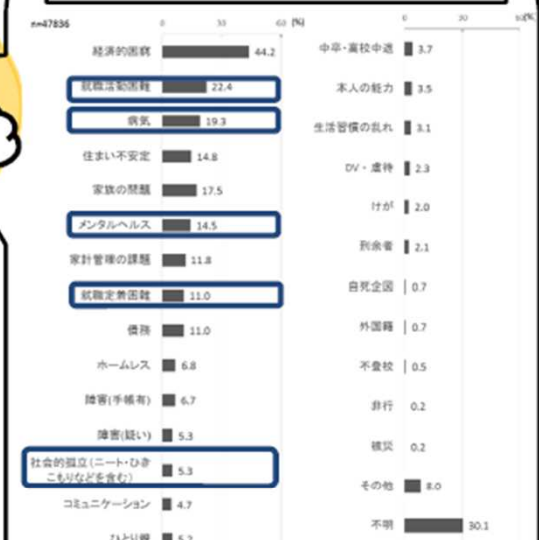 n=47836
0 30 60 (%)
経済的困窮 44.2
就職活動困難 22.4
病気 19.3
住まい不安定 14.8
家族の問題 17.5
メンタルヘルス 14.5
家計管理の課題 11.8
就職定着困難 11.0
債務 11.0
ホームレス 6.8
障害(手帳有) 6.7
障害(疑い) 5.3
社会的孤立(ニート・ひき
こもりなどを含む) 5.3
コミュニケーション 4.7
ひとり親 5.2
0 30 60(%)
中卒・高校中退 3.7
本人の能力 3.5
生活習慣の乱れ 3.1
DV・虐待 2.3
けが 2.0
刑余者 2.1
自死企図 0.7
外国籍 0.7
不登校 0.5
非行 0.2
被災 0.2
その他 8.0
不明 30.1